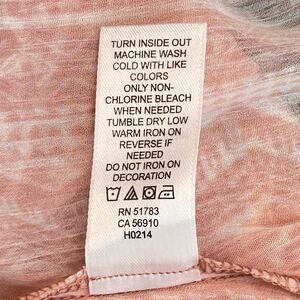 TURN INSIDE OUT
MACHINE WASH
COLD WITH LIKE
COLORS
ONLY NON-
CHLORINE BLEACH
WHEN NEEDED
TUMBLE DRY LOW
WARM IRON ON
REVERSE IF
NEEDED
DO NOT IRON ON
DECORATION
RN 51783
CA 56910
H0214